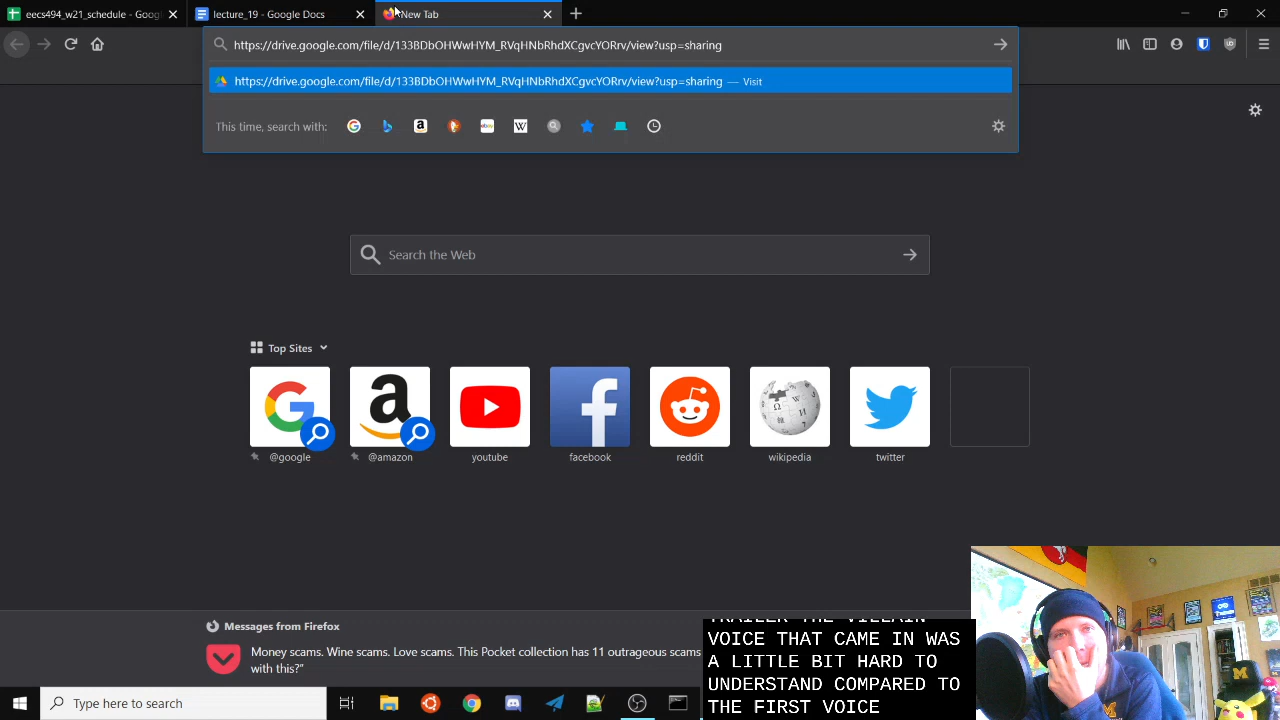 eecs494_w21_schedule - Goog
lecture_19 - Google Docs
New Tab
https://drive.google.com/file/d/133BDbOHWwHYM_RVqHNbRhdXCgvcYORrv/view?usp=sharing
https://drive.google.com/file/d/133BDbOHWwHYM_RVqHNbRhdXCgvcYORrv/view?usp=sharing — Visit
This time, search with:
Search the Web
Top Sites
@google
@amazon
youtube
facebook
reddit
wikipedia
twitter
Messages from Firefox
Money scams. Wine scams. Love scams. This Pocket collection has 11 outrageous scams
with this?”
TRAILER THE VILLAIN
VOICE THAT CAME IN WAS
A LITTLE BIT HARD TO
UNDERSTAND COMPARED TO
THE FIRST VOICE
Type here to search